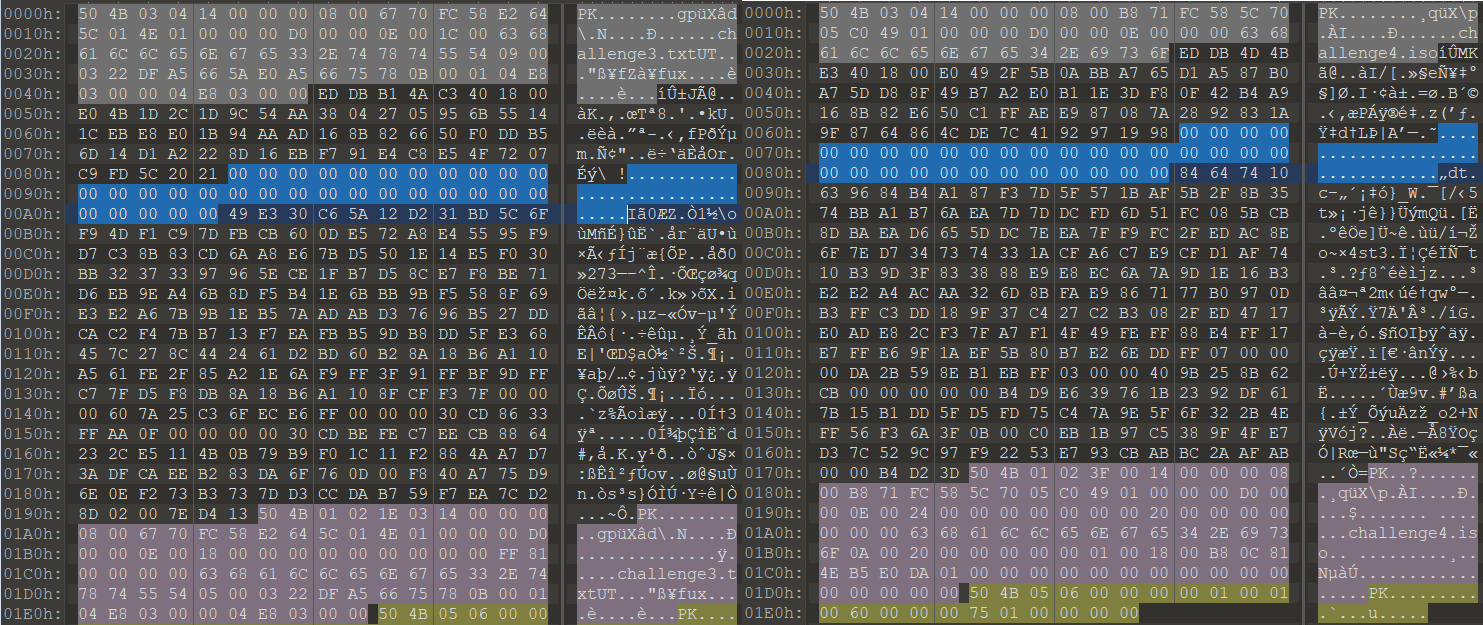 0000h: 50 4B 03 04 14 00 00 00 08 00 67 70 FC 58 E2 64 PK........gpüXâd
0010h: 5C 01 4E 01 00 00 00 D0 00 00 0E 00 1C 00 63 68 \.N....Ð......ch
0020h: 61 6C 6C 65 6E 67 65 33 2E 74 78 74 55 54 09 00 allenge3.txtUT..
0030h: 03 22 DF A5 66 5A E0 A5 66 75 78 0B 00 01 04 E8 ."ß¥fZà¥fux....è
0040h: 03 00 00 04 E8 03 00 00 ED DB B1 4A C3 40 18 00 ....è...íÛ±JÃ@..
0050h: E0 4B 1D 2C 1D 9C 54 AA 38 04 27 05 95 6B 55 14 àK.,.œTª8.'.•kU.
0060h: 1C EB E8 E0 1B 94 AA AD 16 8B 82 66 50 F0 DD B5 .ëèà.”ª-.‹‚fPðÝµ
0070h: 6D 14 D1 A2 22 8D 16 EB F7 91 E4 C8 E5 4F 72 07 m.Ñ¢"..ë÷‘äÈåOr.
0080h: C9 FD 5C 20 21 00 00 00 00 00 00 00 00 00 00 00 Éý\ !...........
0090h: 00 00 00 00 00 00 00 00 00 00 00 00 00 00 00 00 ................
00A0h: 00 00 00 00 00 49 E3 30 C6 5A 12 D2 31 BD 5C 6F .....Iã0ÆZ.Ò1½\o
00B0h: F9 4D F1 C9 7D FB CB 60 0D E5 72 A8 E4 55 95 F9 ùMñÉ}ûË`.år¨äU•ù
00C0h: D7 C3 8B 83 CD 6A A8 E6 7B D5 50 1E 14 E5 F0 30 ×Ã‹ƒÍj¨æ{ÕP..åð0
00D0h: BB 32 37 33 97 96 5E CE 1F B7 D5 8C E7 F8 BE 71 »273—–^Î.·ÕŒçø¾q
00E0h: D6 EB 9E A4 6B 8D F5 B4 1E 6B BB 9B F5 58 8F 69 Öëž¤k.õ´.k»›õX.i
00F0h: E3 E2 A6 7B 9B 1E B5 7A AD AB D3 76 96 B5 27 DD ãâ¦{›.µz-«Óv–µ'Ý
0100h: CA C2 F4 7B B7 13 F7 EA FB B5 9D B8 DD 5F E3 68 ÊÂô{·.÷êûµ.¸Ý_ãh
0110h: 45 7C 27 8C 44 24 61 D2 BD 60 B2 8A 18 B6 A1 10 E|'ŒD$aÒ½`²Š.¶¡.
0120h: A5 61 FE 2F 85 A2 1E 6A F9 FF 3F 91 FF BF 9D FF ¥aþ/…¢.jùÿ?‘ÿ¿.ÿ
0130h: C7 7F D5 F8 DB 8A 18 B6 A1 10 8F CF F3 7F 00 00 Ç.ÕøÛŠ.¶¡..Ïó...
0140h: 00 60 7A 25 C3 6F EC E6 FF 00 00 00 30 CD 86 33 .`z%Ãoìæÿ...0Í†3
0150h: FF AA 0F 00 00 00 00 30 CD BE FE C7 EE CB 88 64 ÿª.....0Í¾þÇîËˆd
0160h: 23 2C E5 11 4B 0B 79 B9 F0 1C 11 F2 88 4A A7 D7 #,å.K.y¹ð..òˆJ§×
0170h: 3A DF CA EE B2 83 DA 6F 76 0D 00 F8 40 A7 75 D9 :ßÊî²ƒÚov..ø@§uÙ
0180h: 6E 0E F2 73 B3 73 7D D3 CC DA B7 59 F7 EA 7C D2 n.òs³s}ÓÌÚ·Y÷ê|Ò
0190h: 8D 02 00 7E D4 13 50 4B 01 02 1E 03 14 00 00 00 ...~Ô.PK........
01A0h: 08 00 67 70 FC 58 E2 64 5C 01 4E 01 00 00 00 D0 ..gpüXâd\.N....Ð
01B0h: 00 00 0E 00 18 00 00 00 00 00 00 00 00 00 FF 81 ..............ÿ.
01C0h: 00 00 00 00 63 68 61 6C 6C 65 6E 67 65 33 2E 74 ....challenge3.t
01D0h: 78 74 55 54 05 00 03 22 DF A5 66 75 78 0B 00 01 xtUT..."ß¥fux...
01E0h: 04 E8 03 00 00 04 E8 03 00 00 50 4B 05 06 00 00 .è....è...PK....
0000h: 50 4B 03 04 14 00 00 00 08 00 B8 71 FC 58 5C 70 PK........¸qüX\p
0010h: 05 C0 49 01 00 00 00 D0 00 00 0E 00 00 00 63 68 .ÀI....Ð......ch
0020h: 61 6C 6C 65 6E 67 65 34 2E 69 73 6F ED DB 4D 4B allenge4.isoíÛMK
0030h: E3 40 18 00 E0 49 2F 5B 0A BB A7 65 D1 A5 87 B0 ã@..àI/[.»§eÑ¥‡°
0040h: A7 5D D8 8F 49 B7 A2 E0 B1 1E 3D F8 0F 42 B4 A9 §]Ø.I·¢à±.=ø.B´©
0050h: 16 8B 82 E6 50 C1 FF AE E9 87 08 7A 28 92 83 1A .‹‚æPÁÿ®é‡.z(’ƒ.
0060h: 9F 87 64 86 4C DE 7C 41 92 97 19 98 00 00 00 00 Ÿ‡d†LÞ|A’—.˜....
0070h: 00 00 00 00 00 00 00 00 00 00 00 00 00 00 00 00 ................
0080h: 00 00 00 00 00 00 00 00 00 00 00 00 84 64 74 10 ............„dt.
0090h: 63 96 84 B4 A1 87 F3 7D 5F 57 1B AF 5B 2F 8B 35 c–„´¡‡ó}_W.¯[/‹5
00A0h: 74 BB A1 B7 6A EA 7D 7D DC FD 6D 51 FC 08 5B CB t»¡·jê}}ÜýmQü.[Ë
00B0h: 8D BA EA D6 65 5D DC 7E EA 7F F9 FC 2F ED AC 8E .ºêÖe]Ü~ê.ùü/í¬Ž
00C0h: 6F 7E D7 34 73 74 33 1A CF A6 C7 E9 CF CD D1 AF 74 o~×4st3.Ï¦ÇéÏÍÑ¯t
00D0h: 10 B3 9D 3F 83 38 88 E9 E8 EC 6A 7A 9D 1E 16 B3 .³.?ƒ8ˆéèìjz...³
00E0h: E2 E2 A4 AC AA 32 6D 8B FA E9 86 71 77 B0 97 0D ââ¤¬ª2m‹úé†qw°—.
00F0h: B3 FF C3 DD 18 9F 37 C4 27 C2 B3 08 2F ED 47 17 ³ÿÃÝ.Ÿ7Ä'Â³./íG.
0100h: E0 AD E8 2C F3 7F A7 F1 4F 49 FE FF 88 E4 FF 17 à-è,ó.§ñOIþÿˆäÿ.
0110h: E7 FF E6 9F 1A EF 5B 80 B7 E2 6E DD FF 07 00 00 çÿæŸ.ï[€·ânÝÿ...
0120h: 00 DA 2B 59 8E B1 EB FF 03 00 00 40 9B 25 8B 62 .Ú+YŽ±ëÿ...@›%‹b
0130h: CB 00 00 00 00 B4 D9 E6 39 76 1B 23 92 DF 61 Ë....´Ùæ9v.#’ßa
0140h: 7B 15 B1 DD 5F D5 FD 75 C4 7A 9E 5F 6F 32 2B 4E {.±Ý_ÕýuÄzž_o2+N
0150h: FF 56 F3 6A 3F 0B 00 C0 EB 1B 97 C5 38 9F 4F E7 ÿVój?..Àë.—Å8ŸOç
0160h: D3 7C 52 9C 97 F9 22 53 E7 93 CB AB BC 2A AF AB Ó|Rœ—ù"Sç“Ë«¼*¯«
0170h: 00 00 B4 D2 3D 50 4B 01 02 3F 00 14 00 00 00 08 ..´Ò=PK..?......
0180h: 00 B8 71 FC 58 5C 70 05 C0 49 01 00 00 00 D0 00 .¸qüX\p.ÀI....Ð.
0190h: 00 0E 00 24 00 00 00 00 00 00 00 20 00 00 00 00 ...$....... ....
01A0h: 00 00 00 63 68 61 6C 6C 65 6E 67 65 34 2E 69 73 ...challenge4.is
01B0h: 6F 0A 00 20 00 00 00 00 00 01 00 18 00 B8 0C 81 o.. .........¸..
01C0h: 4E B5 E0 DA 01 00 00 00 00 00 00 00 00 00 00 00 NµàÚ............
01D0h: 00 00 00 00 00 50 4B 05 06 00 00 00 00 01 00 01 .....PK.........
01E0h: 00 60 00 00 00 75 01 00 00 00 00 .`...u.....